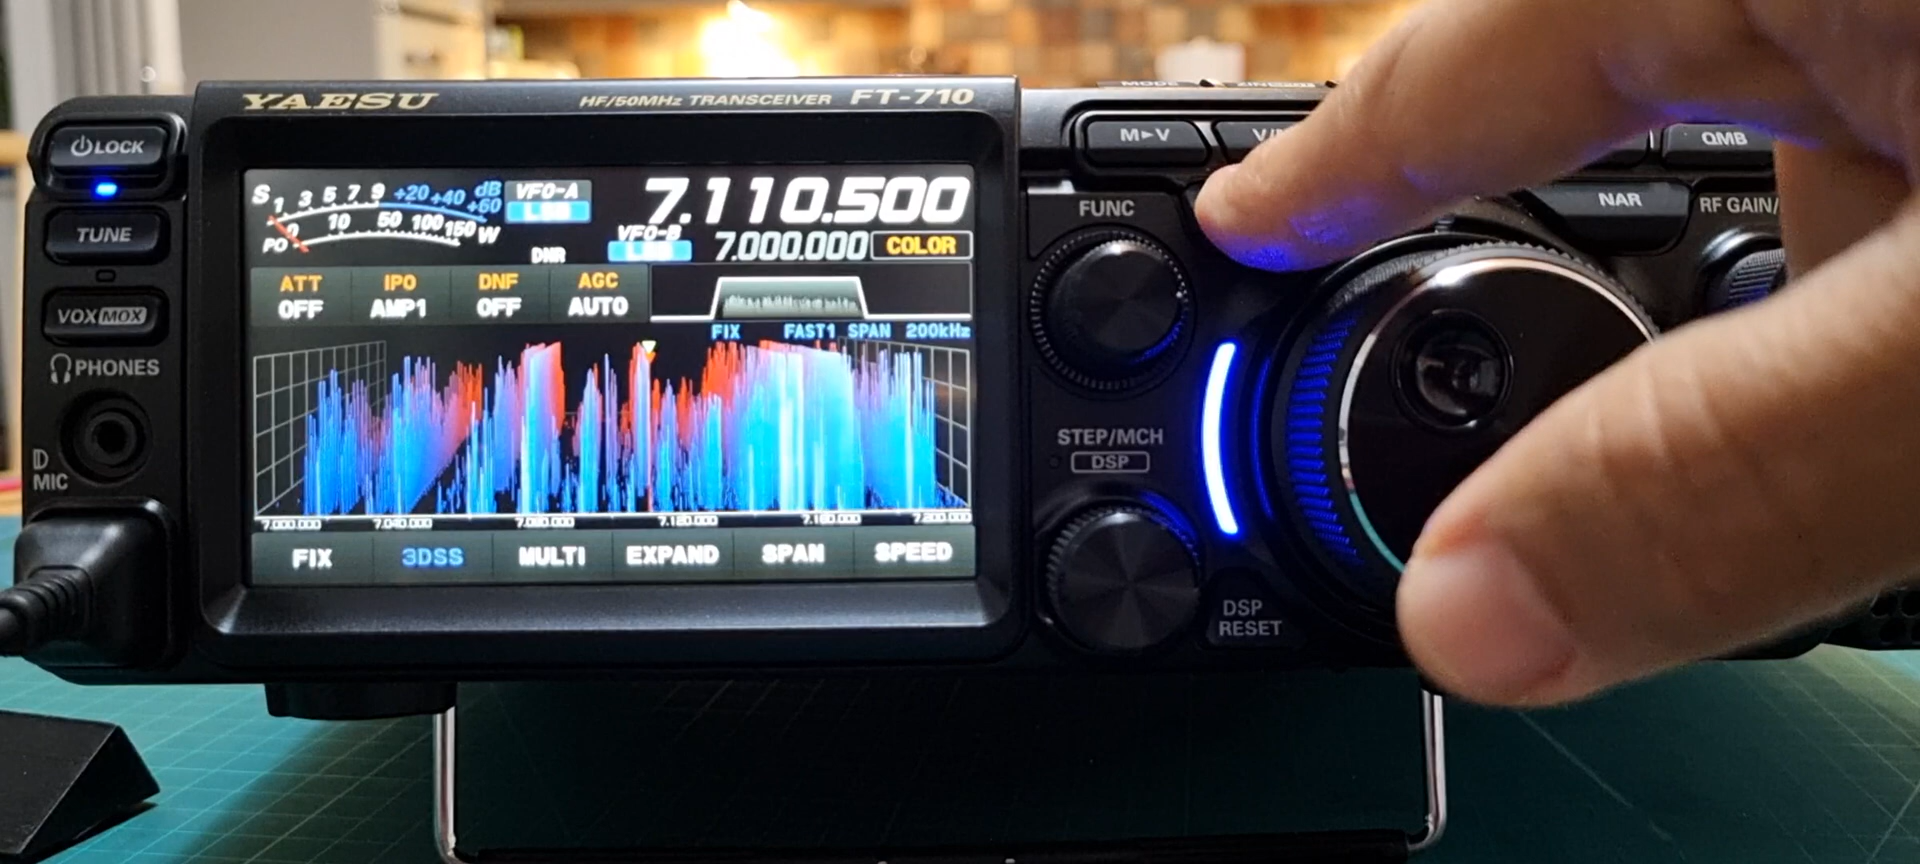 YAESU HF/50MHz TRANSCEIVER FT-710
LOCK
TUNE
VOX MOX
PHONES
MIC
S 1 3 5 7 9 +20 +40 +60 dB
0 10 50 100 150 W
PO
VFO-A
7.110.500
VFO-B
7.000.000
COLOR
DNR
ATT IPO DNF AGC
OFF AMP1 OFF AUTO
FIX FAST1 SPAN 200kHz
7.000.000 7.040.000 7.080.000 7.120.000 7.160.000 7.200.000
FIX 3DSS MULTI EXPAND SPAN SPEED
MODE
M►V
QMB
FUNC
NAR
RF GAIN/
STEP/MCH
DSP
DSP
RESET